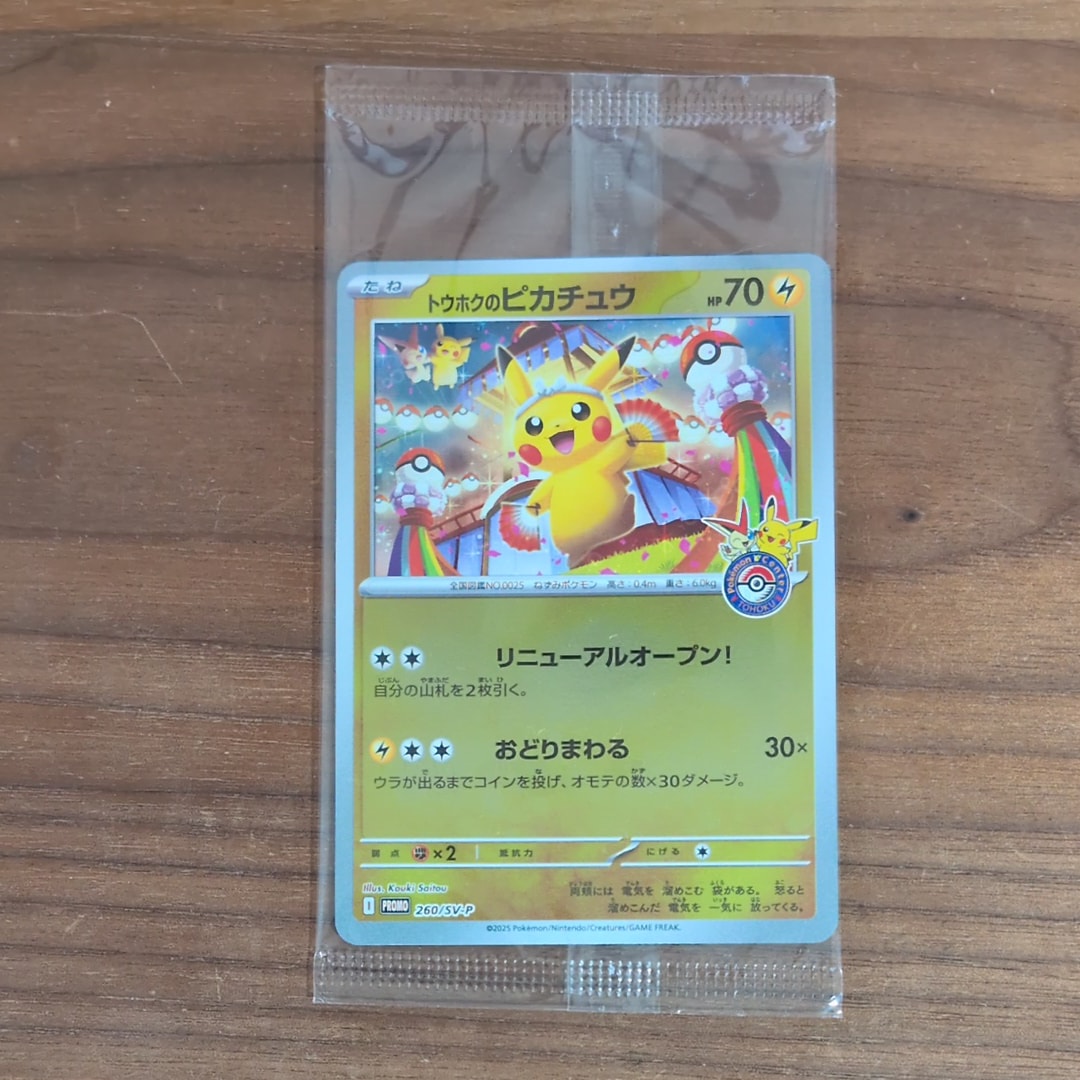 たね
トウホクのピカチュウ HP70
Pokémon Center
TOHOKU
全国図鑑NO.0025 ねずみポケモン 高さ:0.4m 重さ:6.0kg
リニューアルオープン!
自分の山札を2枚引く。
おどりまわる 30×
ウラが出るまでコインを投げ、オモテの数×30ダメージ。
弱点 ×2 抵抗力 にげる
Illus. Kouki Saitou
I PROMO 260/SV-P
両頬には 電気を 溜めこむ 袋がある。 怒ると
溜めこんだ 電気を 一気に 放ってくる。
©2025 Pokémon/Nintendo/Creatures/GAME FREAK.